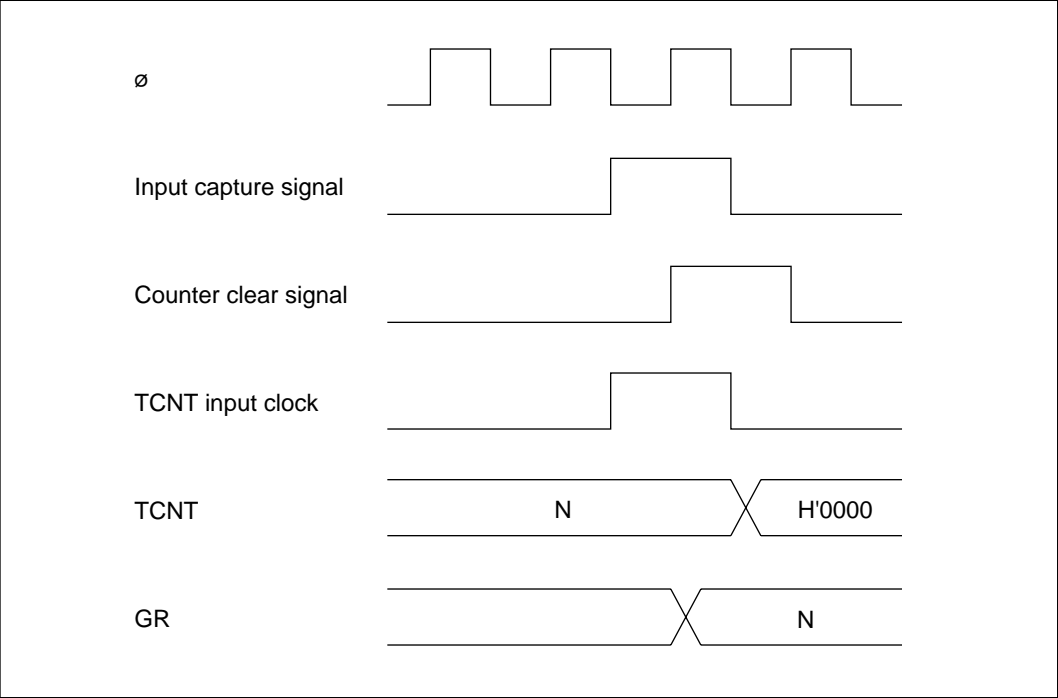 ø
Input capture signal
Counter clear signal
TCNT input clock
TCNT
N
H'0000
GR
N